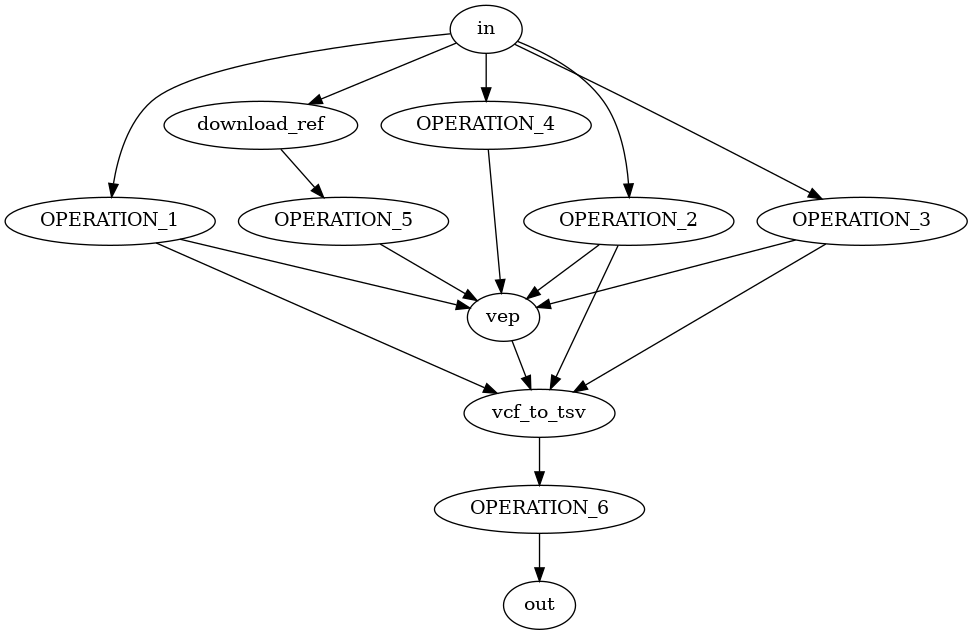 in
download_ref
OPERATION_4
OPERATION_1
OPERATION_5
OPERATION_2
OPERATION_3
vep
vcf_to_tsv
OPERATION_6
out